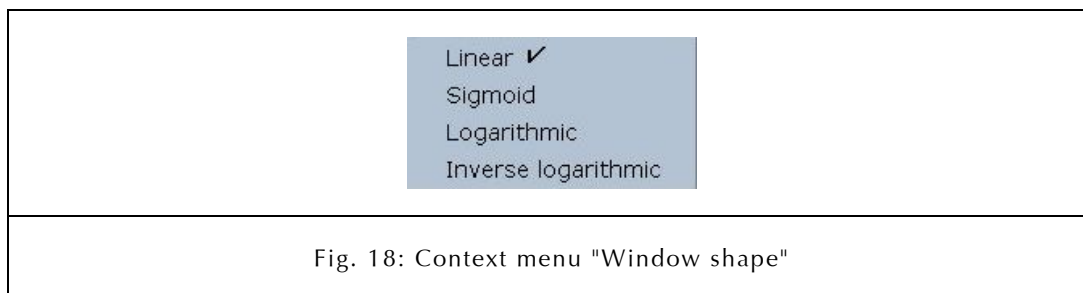 Linear ✓
Sigmoid
Logarithmic
Inverse logarithmic
Fig. 18: Context menu "Window shape"